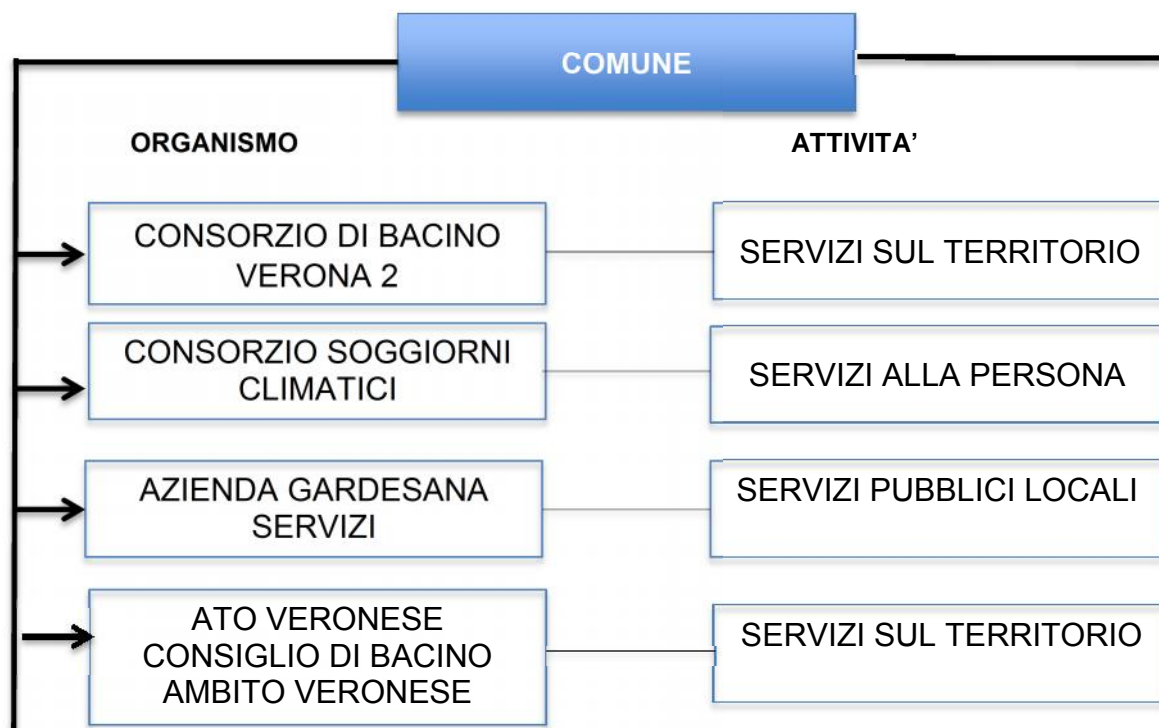 COMUNE
ORGANISMO
ATTIVITA’
CONSORZIO DI BACINO
VERONA 2
SERVIZI SUL TERRITORIO
CONSORZIO SOGGIORNI
CLIMATICI
SERVIZI ALLA PERSONA
AZIENDA GARDESANA
SERVIZI
SERVIZI PUBBLICI LOCALI
ATO VERONESE
CONSIGLIO DI BACINO
AMBITO VERONESE
SERVIZI SUL TERRITORIO